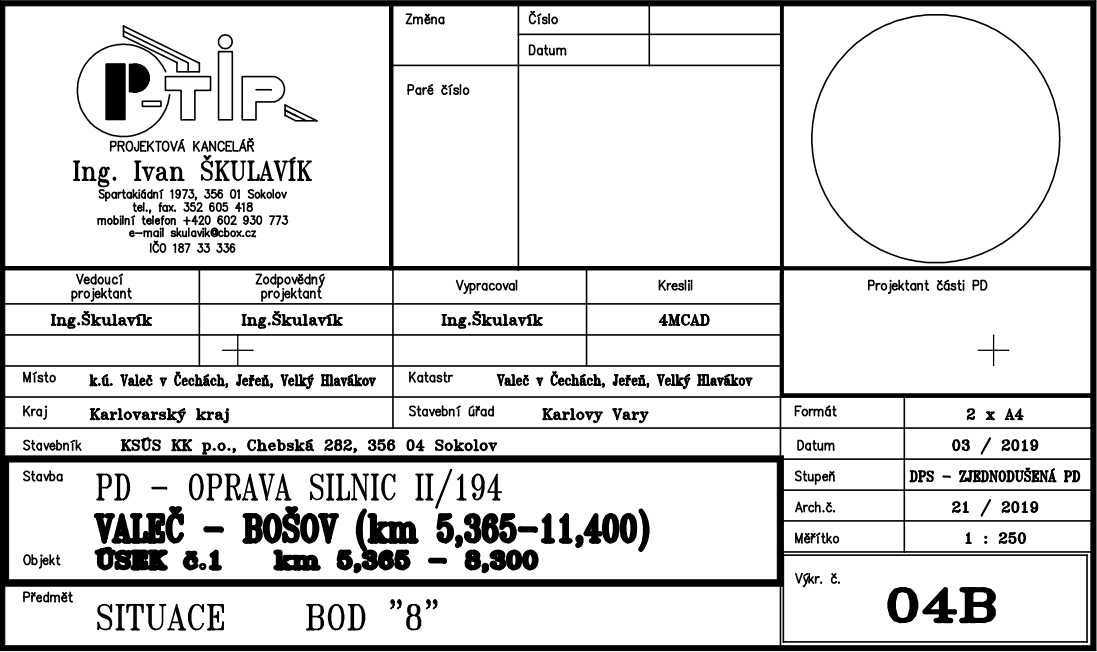 P-TIP
PROJEKTOVÁ KANCELÁŘ
Ing. Ivan ŠKULAVÍK
Spartakiádní 1973, 356 01 Sokolov
tel., fax. 352 605 418
mobilní telefon +420 602 930 773
e-mail skulavik@cbox.cz
IČO 187 33 336
Změna
Číslo
Datum
Paré číslo
Vedoucí
projektant
Zodpovědný
projektant
Vypracoval
Kreslil
Projektant části PD
Ing.Škulavík
Ing.Škulavík
Ing.Škulavík
4MCAD
Místo k.ú. Valeč v Čechách, Jeřeň, Velký Hlavákov
Katastr Valeč v Čechách, Jeřeň, Velký Hlavákov
Kraj Karlovarský kraj
Stavební úřad Karlovy Vary
Stavebník KSÚS KK p.o., Chebská 282, 356 04 Sokolov
Formát 2 x A4
Datum 03 / 2019
Stupeň DPS - ZJEDNODUŠENÁ PD
Arch.č. 21 / 2019
Měřítko 1 : 250
Stavba PD - OPRAVA SILNIC II/194
VALEČ - BOŠOV (km 5,365-11,400)
Objekt ÚSEK č.1 km 5,365 - 8,300
Předmět SITUACE BOD "8"
Výkr. č.
04B